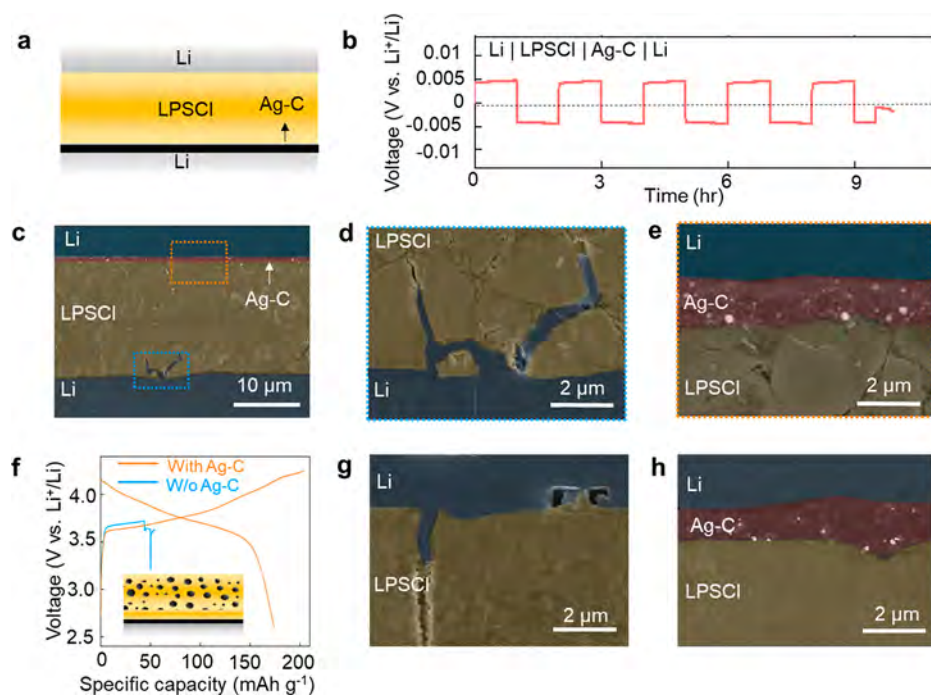 a
Li
LPSCl
Ag-C
Li
b
Li | LPSCl | Ag-C | Li
Voltage (V vs. Li⁺/Li)
0.01
0.005
0
-0.005
-0.01
0 3 6 9
Time (hr)
c
Li
Ag-C
LPSCl
Li
10 µm
d
LPSCl
Li
2 µm
e
Li
Ag-C
LPSCl
2 µm
f
Voltage (V vs. Li⁺/Li)
With Ag-C
W/o Ag-C
4.0
3.5
3.0
2.5
0 50 100 150 200
Specific capacity (mAh g⁻¹)
g
Li
LPSCl
2 µm
h
Li
Ag-C
LPSCl
2 µm